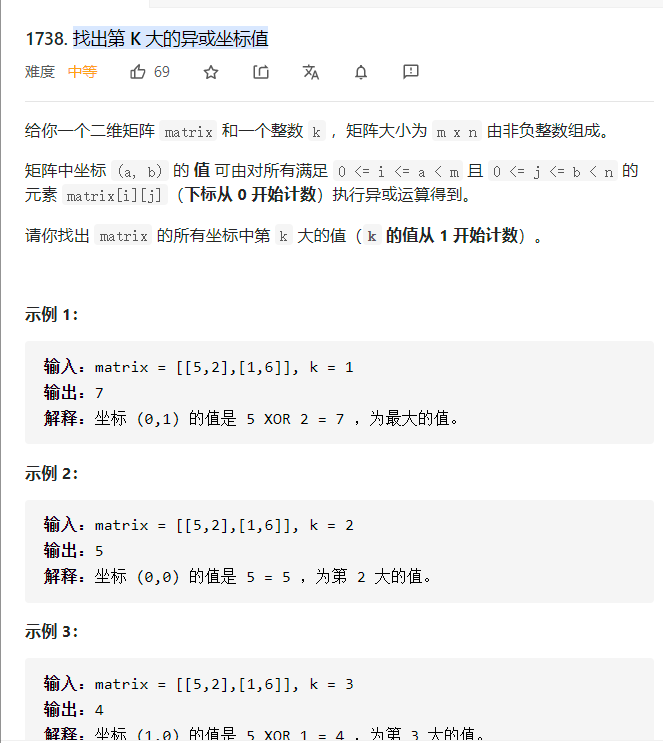 1738. 找出第 K 大的异或坐标值
难度 中等 69
给你一个二维矩阵 matrix 和一个整数 k ，矩阵大小为 m x n 由非负整数组成。
矩阵中坐标 (a, b) 的 值 可由对所有满足 0 <= i <= a < m 且 0 <= j <= b < n 的
元素 matrix[i][j]（下标从 0 开始计数）执行异或运算得到。
请你找出 matrix 的所有坐标中第 k 大的值（ k 的值从 1 开始计数）。
示例 1：
输入：matrix = [[5,2],[1,6]], k = 1
输出：7
解释：坐标 (0,1) 的值是 5 XOR 2 = 7 ，为最大的值。
示例 2：
输入：matrix = [[5,2],[1,6]], k = 2
输出：5
解释：坐标 (0,0) 的值是 5 = 5 ，为第 2 大的值。
示例 3：
输入：matrix = [[5,2],[1,6]], k = 3
输出：4
解释：坐标 (1,0) 的值是 5 XOR 1 = 4 ，为第 3 大的值。